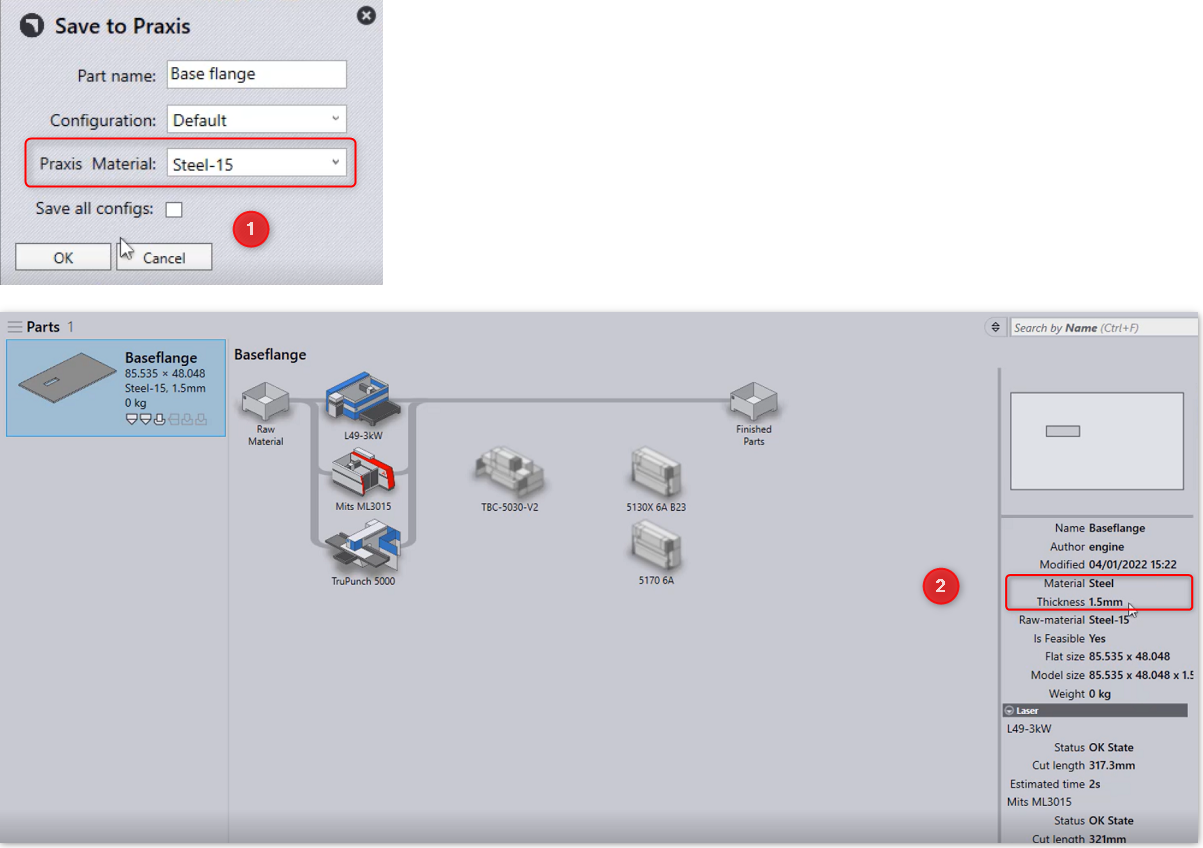 Save to Praxis
Part name: Base flange
Configuration: Default
Praxis Material: Steel-15
Save all configs:
1
OK Cancel
Parts 1
Search by Name (Ctrl+F)
Baseflange
85.535 × 48.048
Steel-15, 1.5mm
0 kg
Baseflange
Raw
Material
L49-3kW
Finished
Parts
Mits ML3015
TBC-5030-V2
5130X 6A B23
TruPunch 5000
5170 6A
2
Name Baseflange
Author engine
Modified 04/01/2022 15:22
Material Steel
Thickness 1.5mm
Raw-material Steel-15
Is Feasible Yes
Flat size 85.535 x 48.048
Model size 85.535 x 48.048 x 1.5
Weight 0 kg
Laser
L49-3kW
Status OK State
Cut length 317.3mm
Estimated time 2s
Mits ML3015
Status OK State
Cut length 321mm